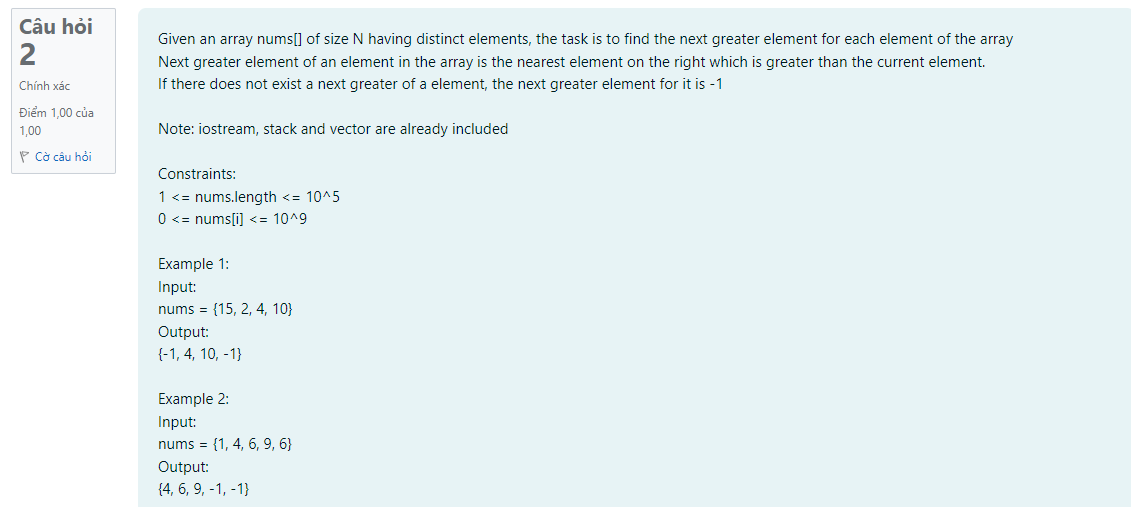 Câu hỏi
2
Chính xác
Điểm 1,00 của
1,00
Cờ câu hỏi
Given an array nums[] of size N having distinct elements, the task is to find the next greater element for each element of the array
Next greater element of an element in the array is the nearest element on the right which is greater than the current element.
If there does not exist a next greater of a element, the next greater element for it is -1
Note: iostream, stack and vector are already included
Constraints:
1 <= nums.length <= 10^5
0 <= nums[i] <= 10^9
Example 1:
Input:
nums = {15, 2, 4, 10}
Output:
{-1, 4, 10, -1}
Example 2:
Input:
nums = {1, 4, 6, 9, 6}
Output:
{4, 6, 9, -1, -1}